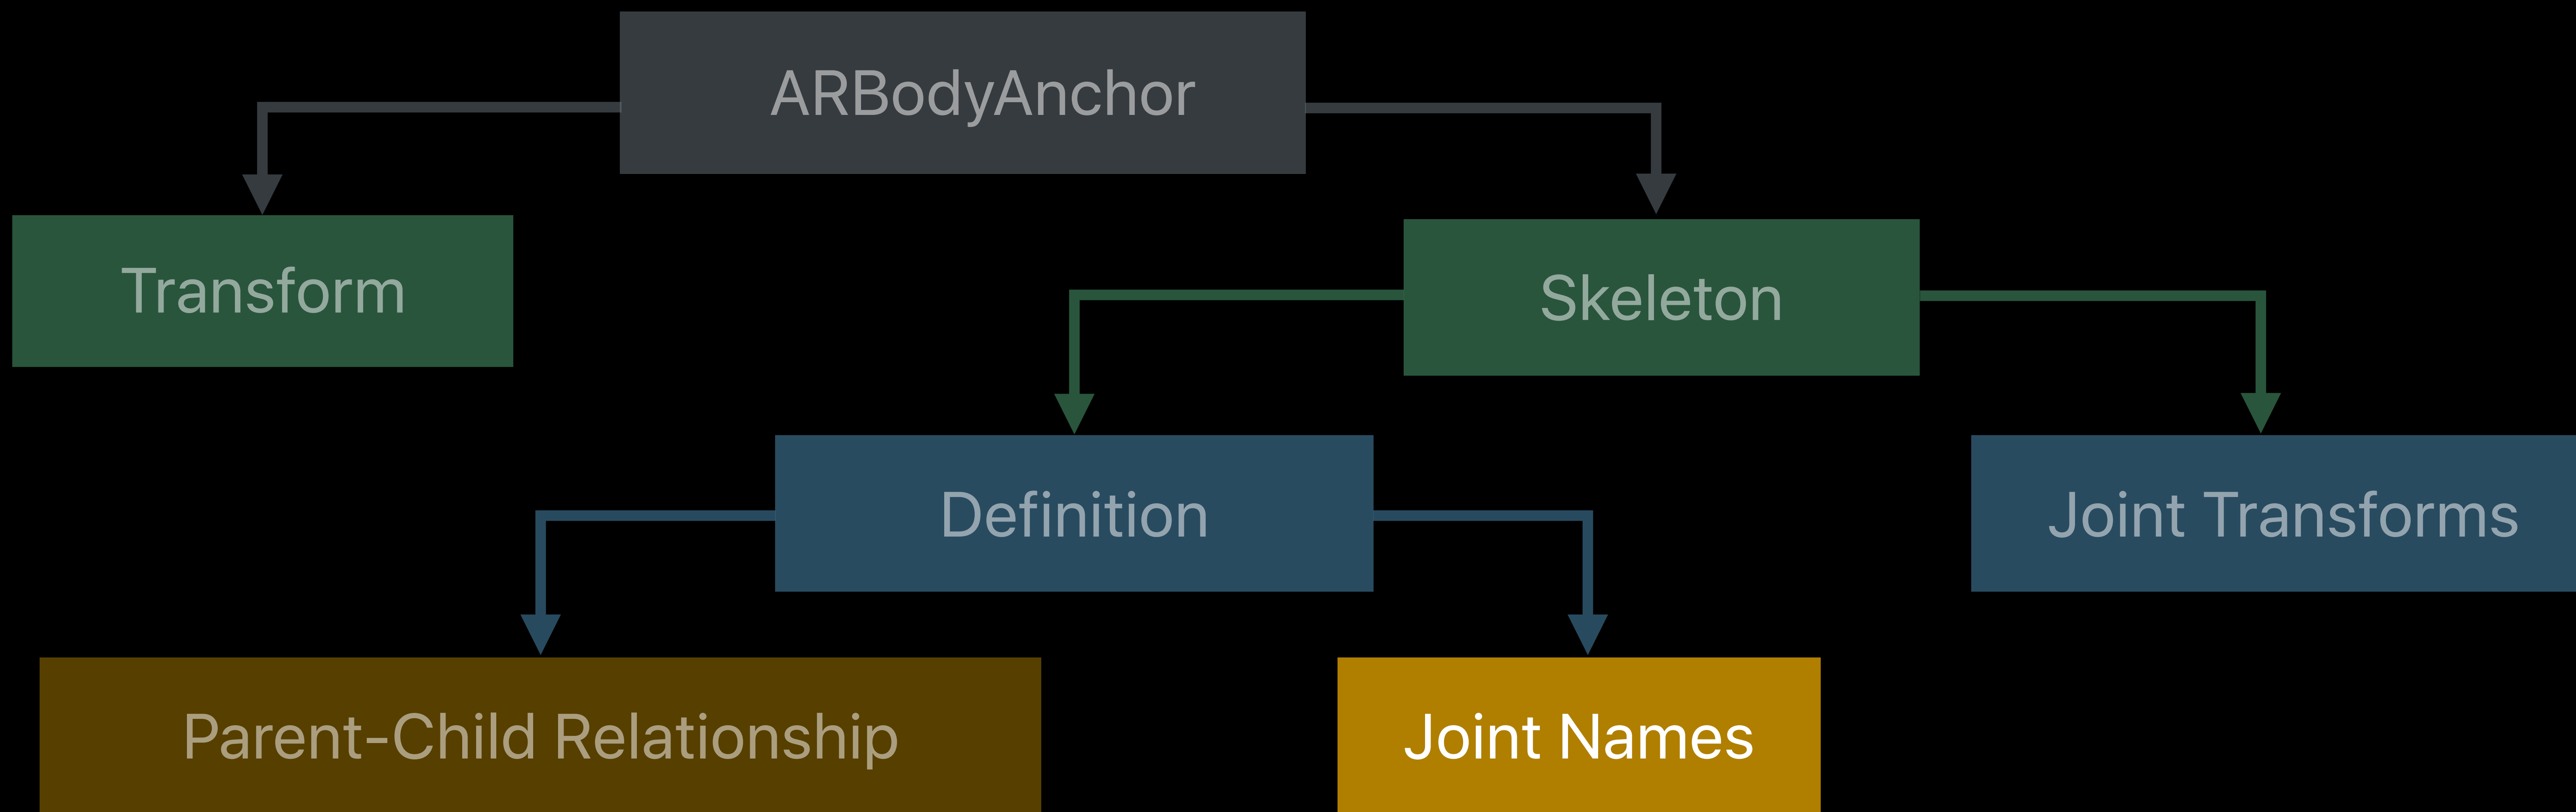 ARBodyAnchor
Transform
Skeleton
Definition
Joint Transforms
Parent-Child Relationship
Joint Names